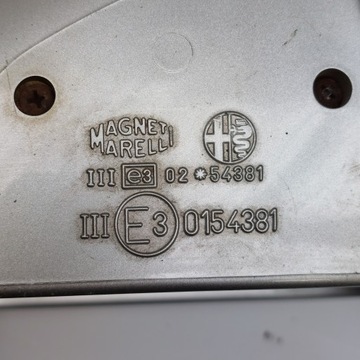 MAGNETI
MARELLI
III e3 02*54381
III E3 0154381